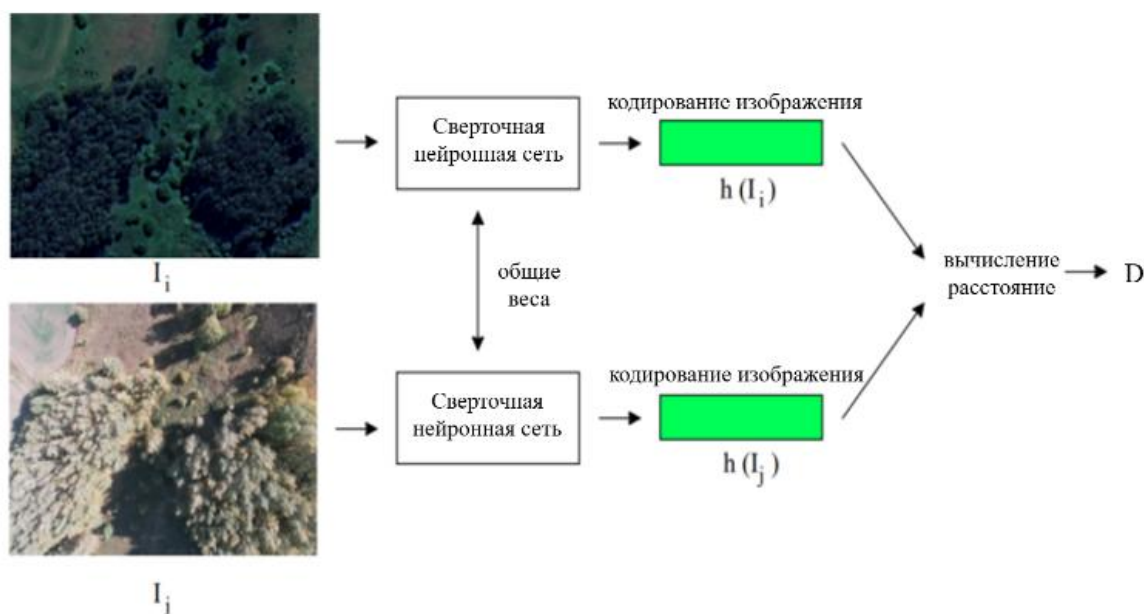 кодирование изображения
Сверточная
нейронная сеть
h (I_i)
I_i
общие
веса
вычисление
расстояние
D
кодирование изображения
Сверточная
нейронная сеть
h (I_j)
I_j